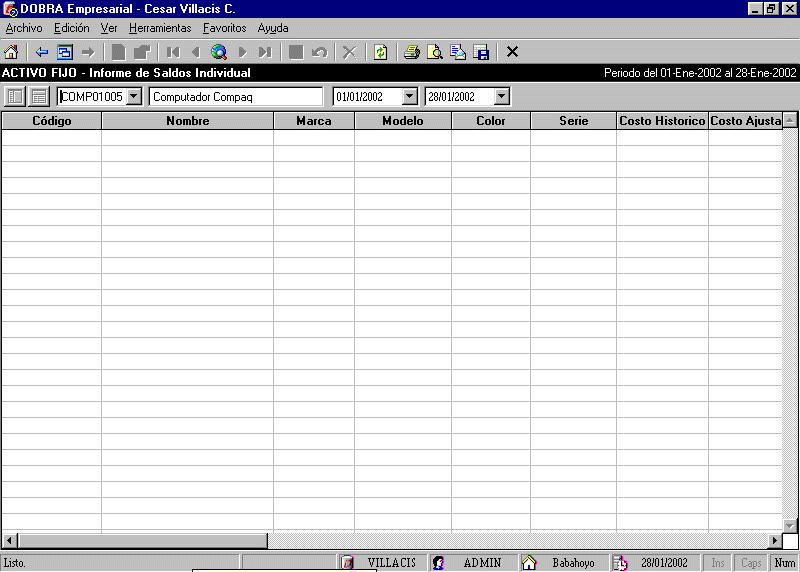 DOBRA Empresarial - Cesar Villacis C.
Archivo Edición Ver Herramientas Favoritos Ayuda
ACTIVO FIJO - Informe de Saldos Individual Periodo del 01-Ene-2002 al 28-Ene-2002
COMP01005 Computador Compaq 01/01/2002 28/01/2002
Código Nombre Marca Modelo Color Serie Costo Historico Costo Ajusta
Listo. VILLACIS ADMIN Babahoyo 28/01/2002 Ins Caps Num